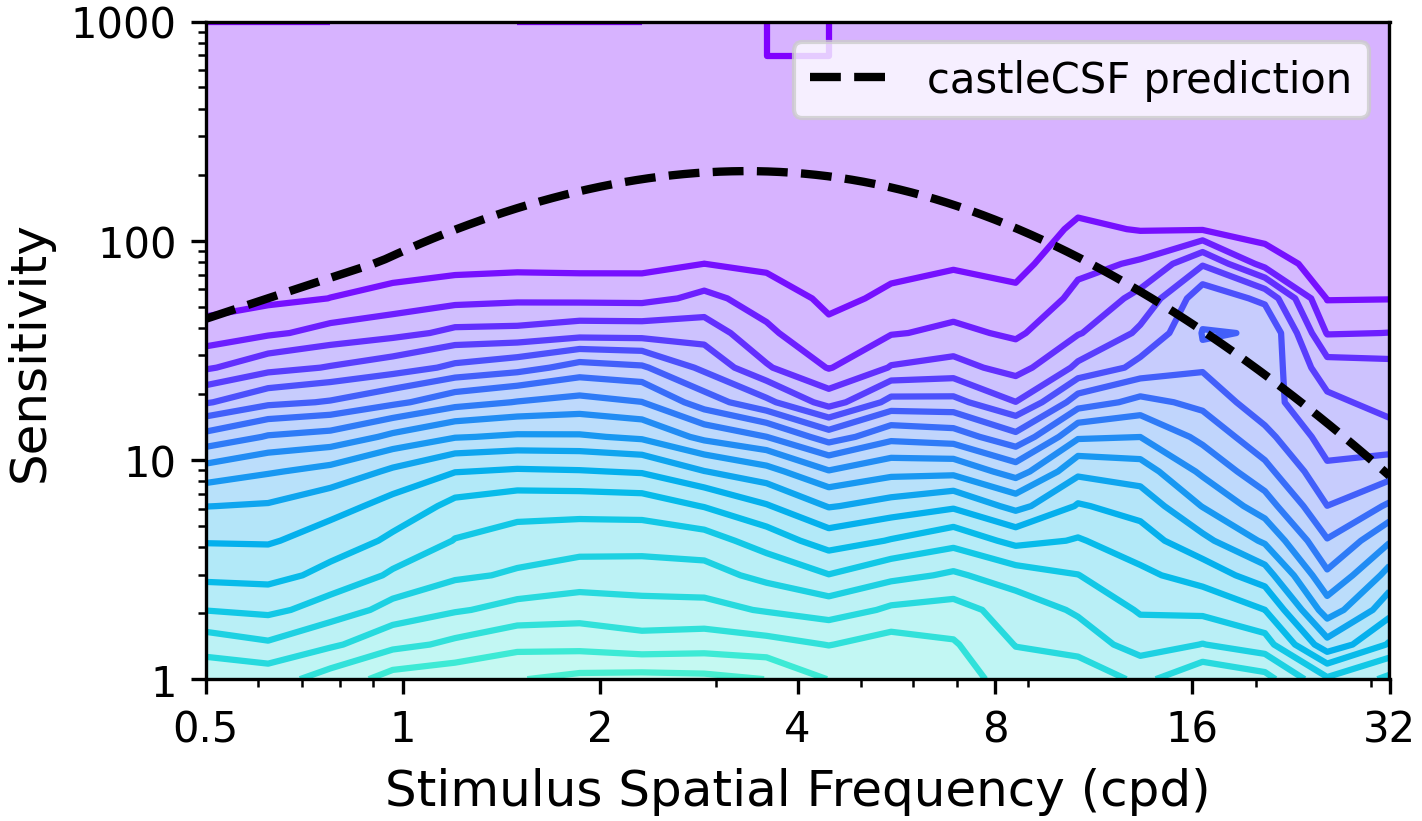 1000
castleCSF prediction
100
Sensitivity
10
1
0.5 1 2 4 8 16 32
Stimulus Spatial Frequency (cpd)